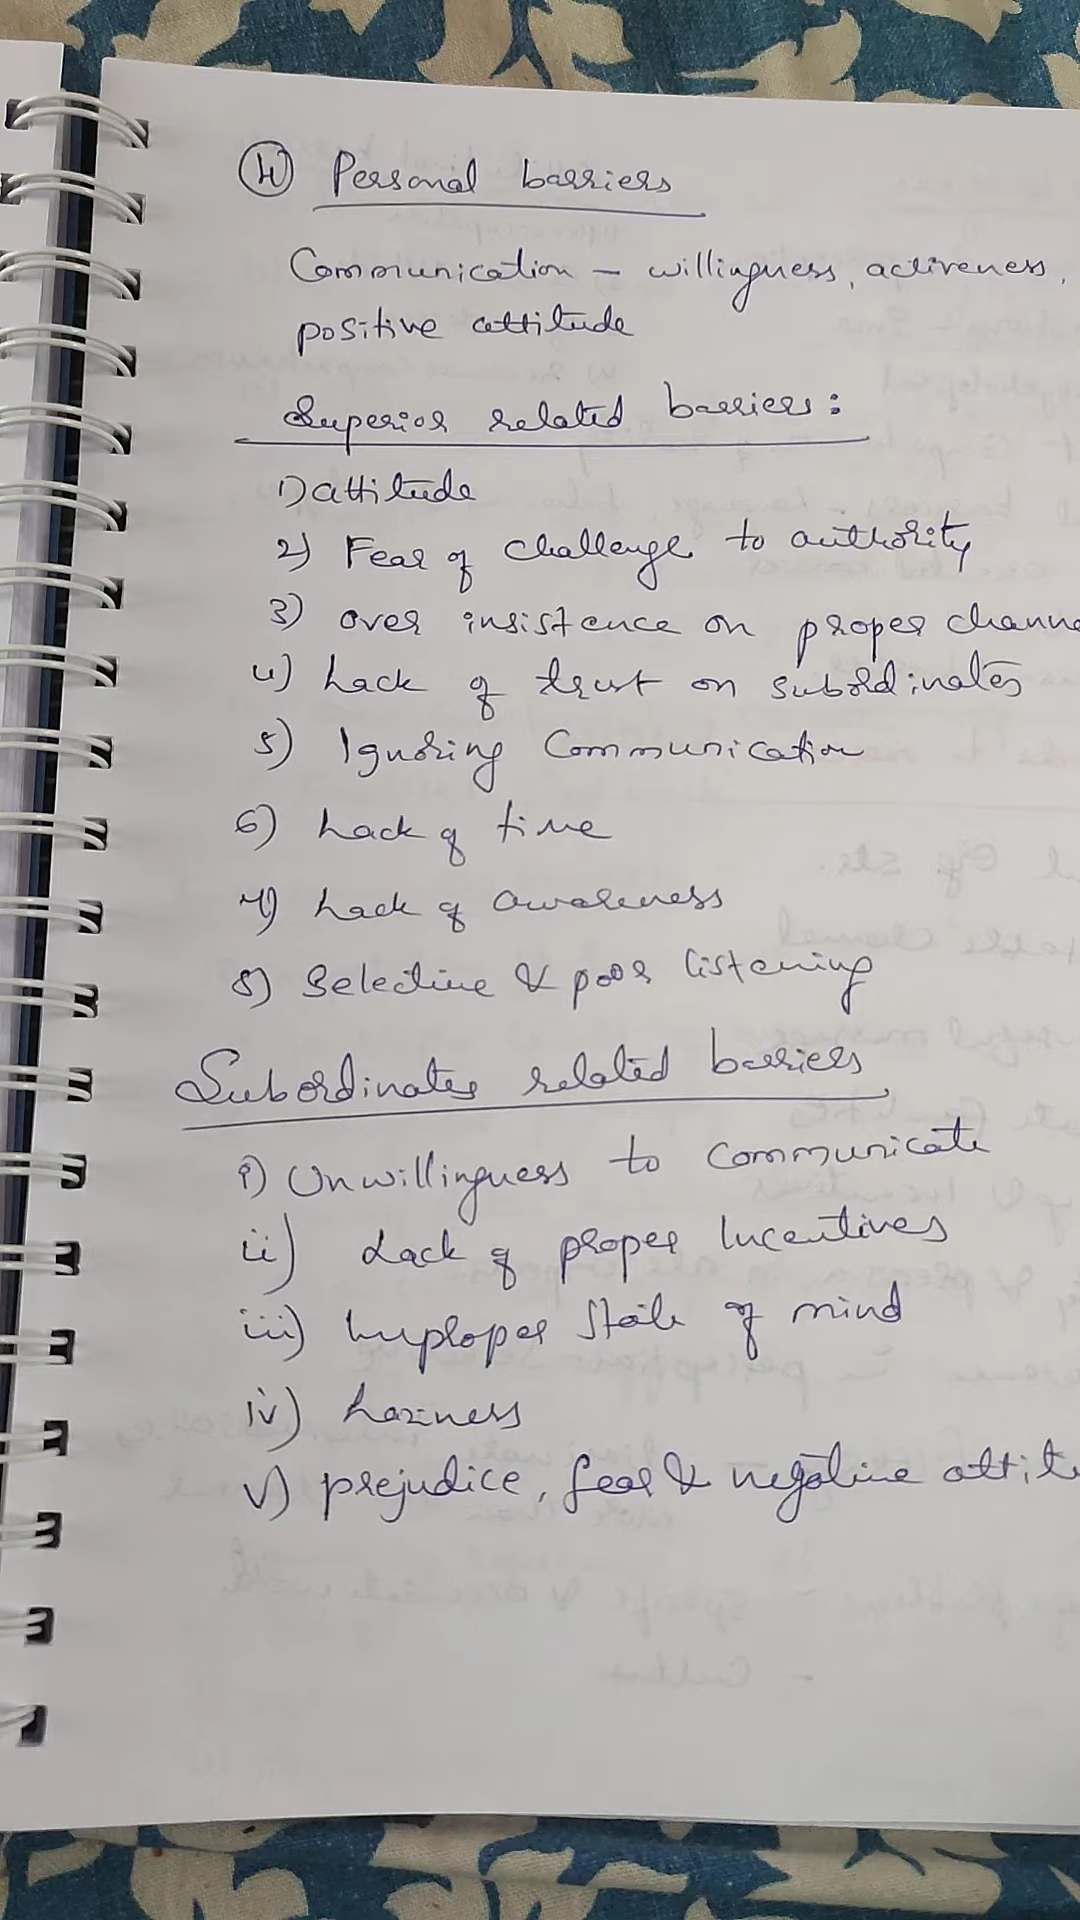 4 Personal barriers
Communication – willingness, activeness,
positive attitude
Superior related barriers:
1) attitude
2) Fear of challenge to authority
3) over insistence on proper channe
4) Lack of trust on subordinates
5) Ignoring Communication
6) Lack of time
7) Lack of awareness
8) Selective & poor listening
Subordinates related barriers
i) Unwillingness to communicate
ii) Lack of proper Incentives
iii) Improper state of mind
iv) Laziness
v) prejudice, fear & negative attit